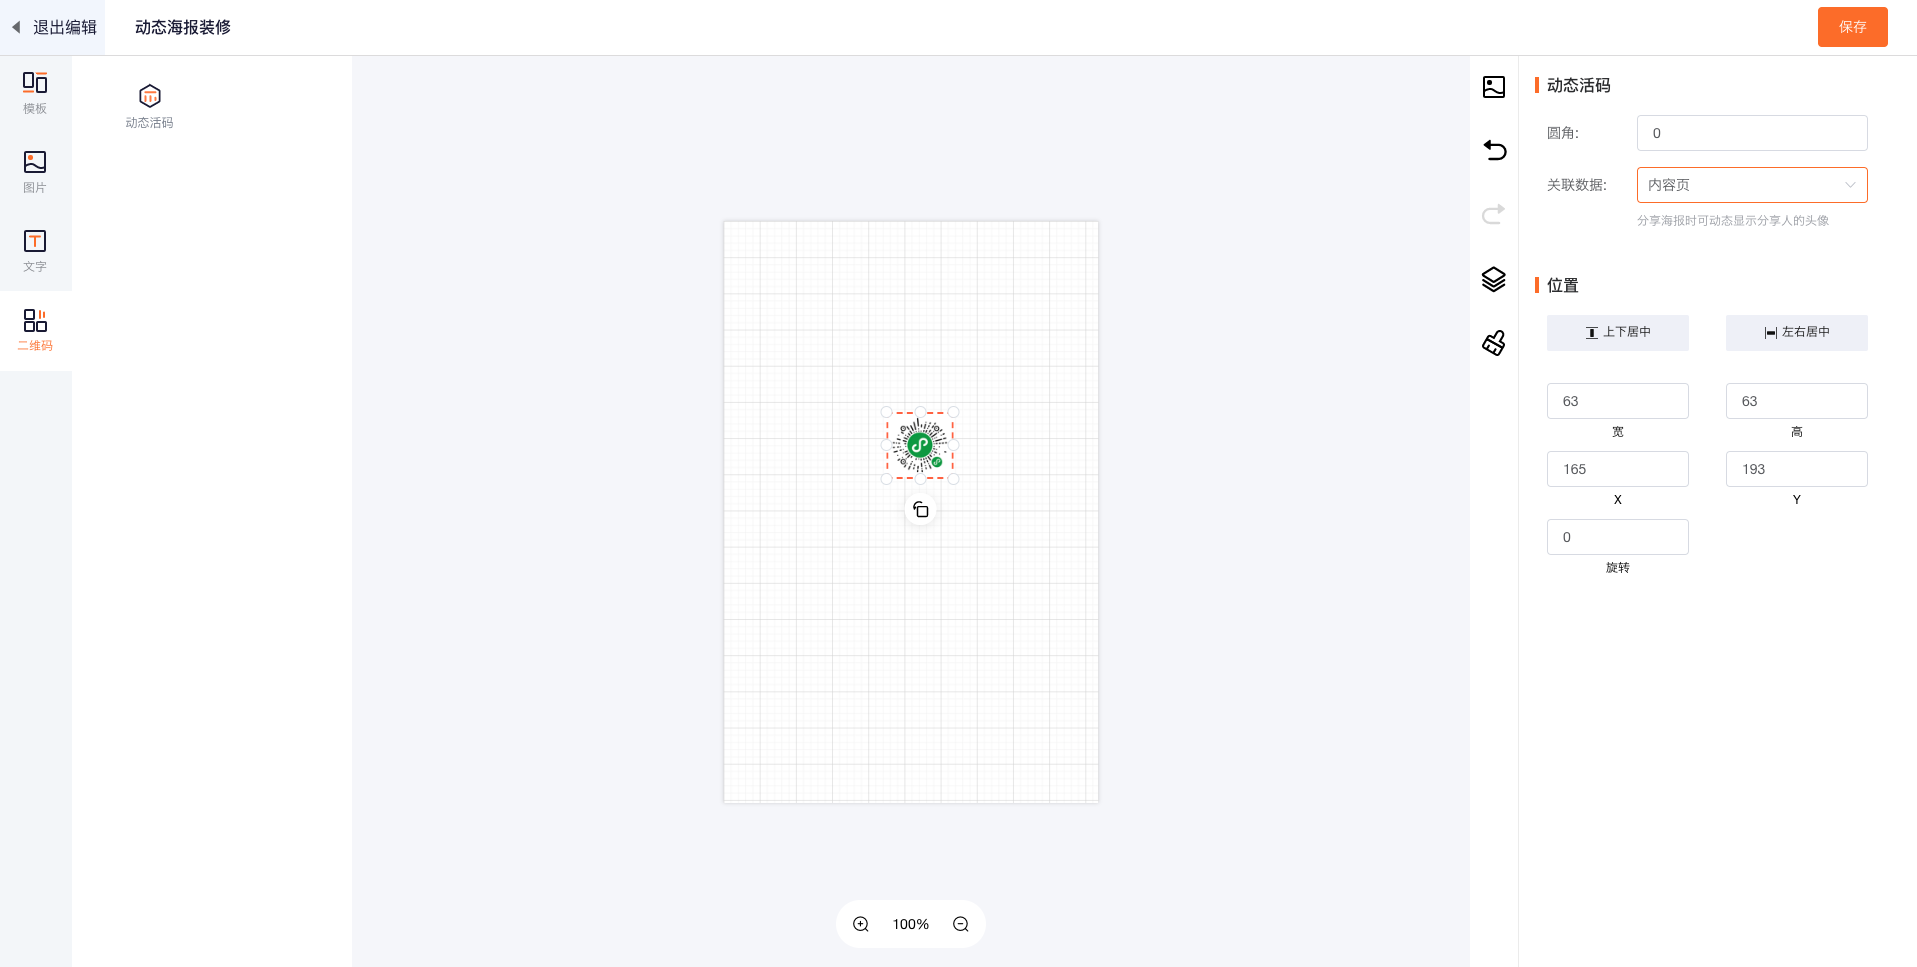 退出编辑
动态海报装修
保存
模板
图片
文字
二维码
动态活码
100%
动态活码
圆角:
0
关联数据:
内容页
分享海报时可动态显示分享人的头像
位置
上下居中
左右居中
63
63
宽
高
165
193
X
Y
0
旋转